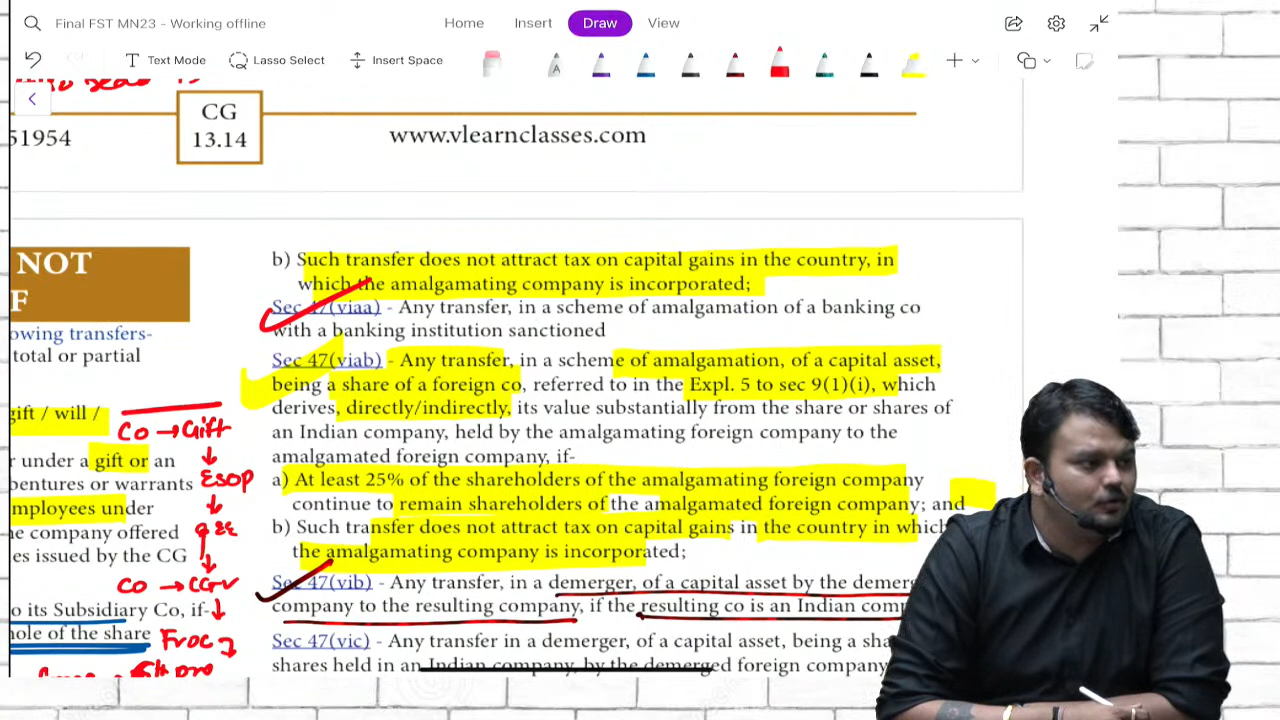 Final FST MN23 - Working offline
Home Insert Draw View
Text Mode Lasso Select Insert Space
51954
CG
13.14
www.vlearnclasses.com
NOT
F
owing transfers-
total or partial
gift / will /
Co → Gift
r under a gift or an
ESOP
bentures or warrants
mployees under
he company offered
es issued by the CG
Co →
o its Subsidiary Co, if-
hole of the share
b) Such transfer does not attract tax on capital gains in the country, in
which the amalgamating company is incorporated;
Sec 47(viaa) - Any transfer, in a scheme of amalgamation of a banking co
with a banking institution sanctioned
Sec 47(viab) - Any transfer, in a scheme of amalgamation, of a capital asset,
being a share of a foreign co, referred to in the Expl. 5 to sec 9(1)(i), which
derives, directly/indirectly, its value substantially from the share or shares of
an Indian company, held by the amalgamating foreign company to the
amalgamated foreign company, if-
a) At least 25% of the shareholders of the amalgamating foreign company
continue to remain shareholders of the amalgamated foreign company; and
b) Such transfer does not attract tax on capital gains in the country in which
the amalgamating company is incorporated;
Sec 47(vib) - Any transfer, in a demerger, of a capital asset by the demerg
company to the resulting company, if the resulting co is an Indian comp
Sec 47(vic) - Any transfer in a demerger, of a capital asset, being a sha
shares held in an Indian company, by the demerged foreign company